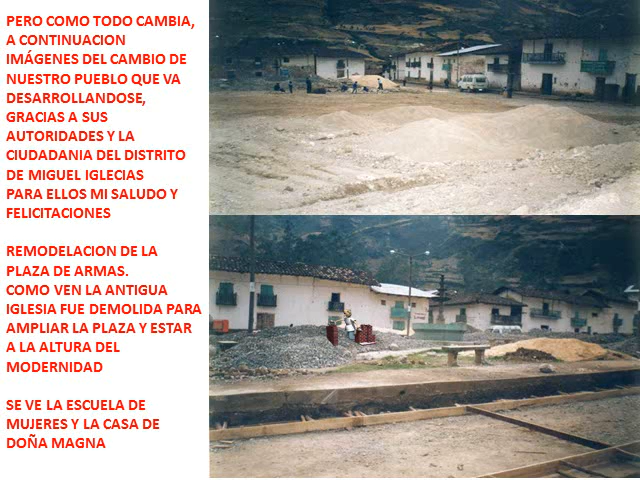 PERO COMO TODO CAMBIA,
A CONTINUACION
IMÁGENES DEL CAMBIO DE
NUESTRO PUEBLO QUE VA
DESARROLLANDOSE,
GRACIAS A SUS
AUTORIDADES Y LA
CIUDADANIA DEL DISTRITO
DE MIGUEL IGLECIAS
PARA ELLOS MI SALUDO Y
FELICITACIONES
REMODELACION DE LA
PLAZA DE ARMAS.
COMO VEN LA ANTIGUA
IGLESIA FUE DEMOLIDA PARA
AMPLIAR LA PLAZA Y ESTAR
A LA ALTURA DEL
MODERNIDAD
SE VE LA ESCUELA DE
MUJERES Y LA CASA DE
DOÑA MAGNA